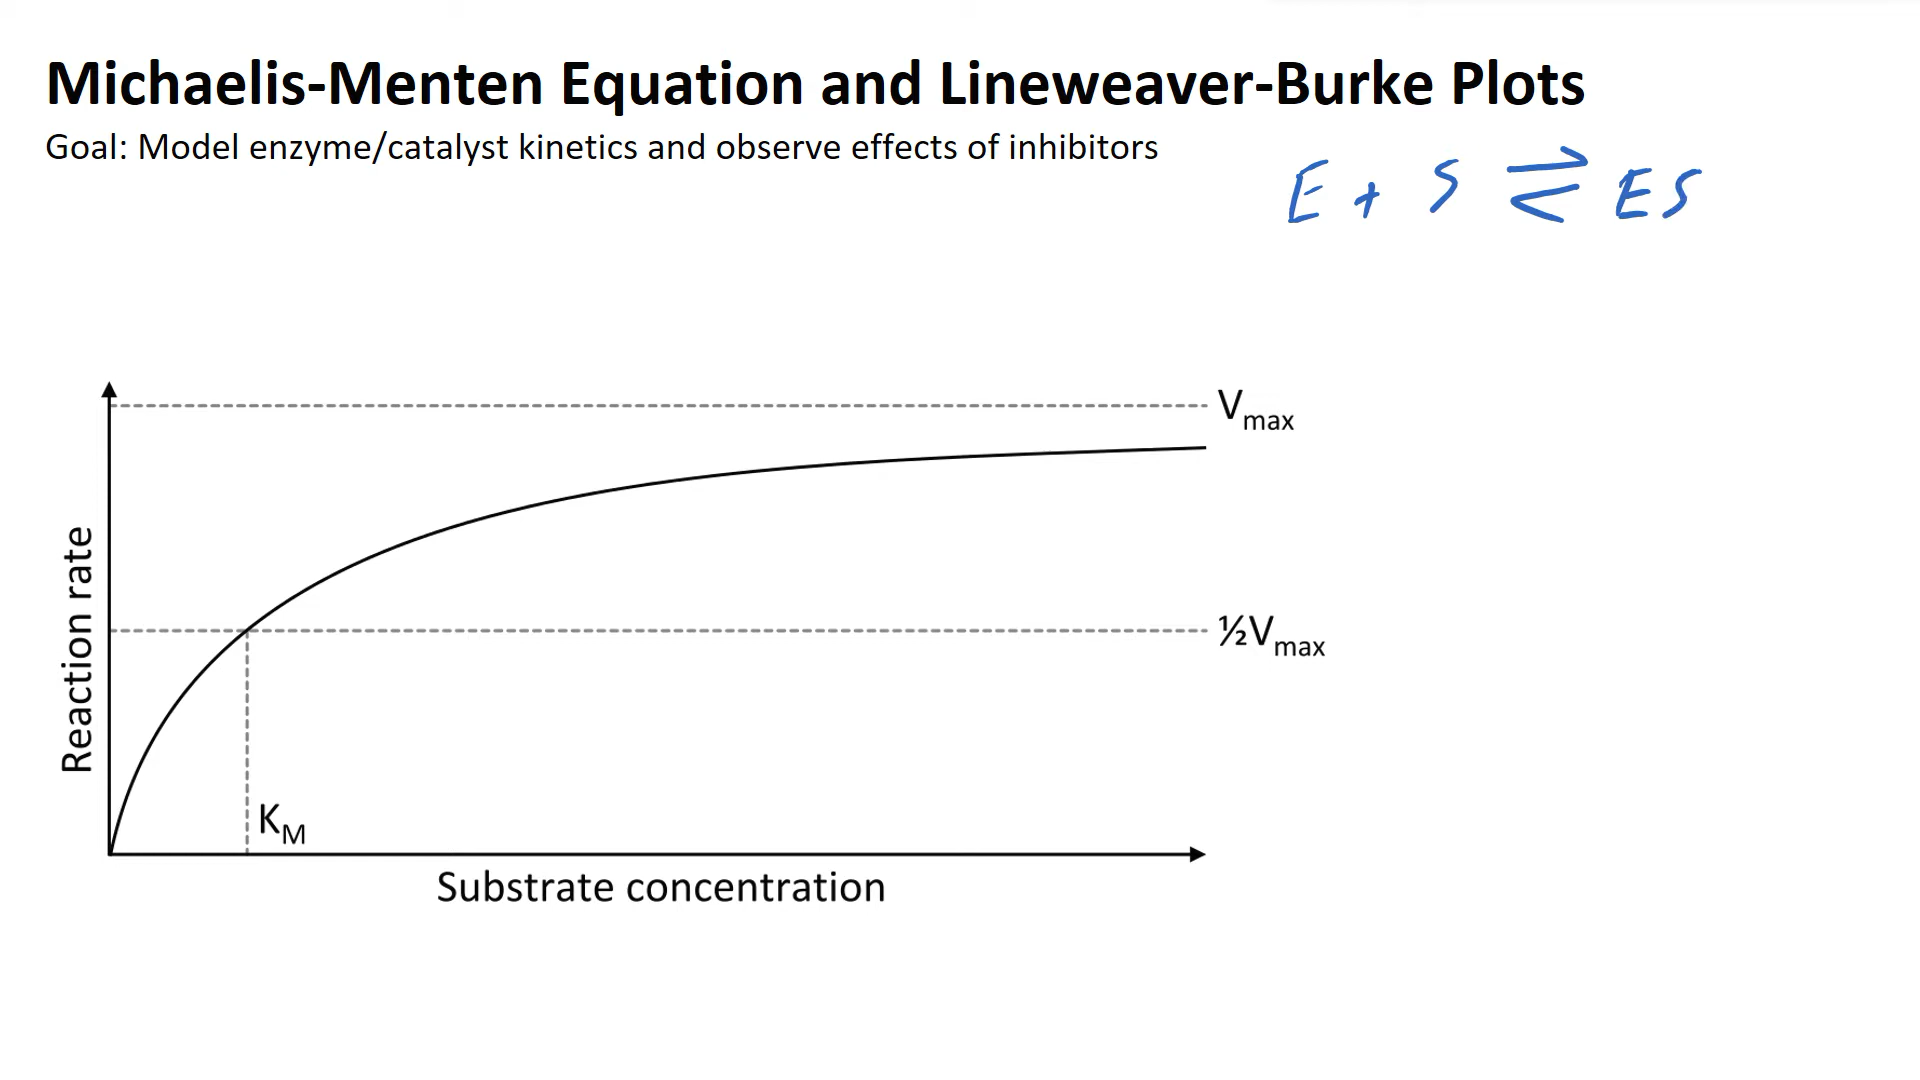 Michaelis-Menten Equation and Lineweaver-Burke Plots
Goal: Model enzyme/catalyst kinetics and observe effects of inhibitors
E + S ⇌ ES
Vmax
Reaction rate
½Vmax
KM
Substrate concentration